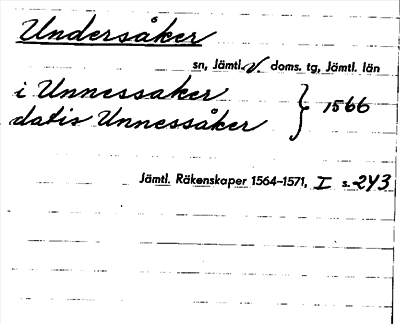 Undersåker
sn, Jämtl. V. doms. tg, Jämtl. län
i Unnessaker } 1566
datis Unnessåker
Jämtl. Räkenskaper 1564–1571, I s. 243